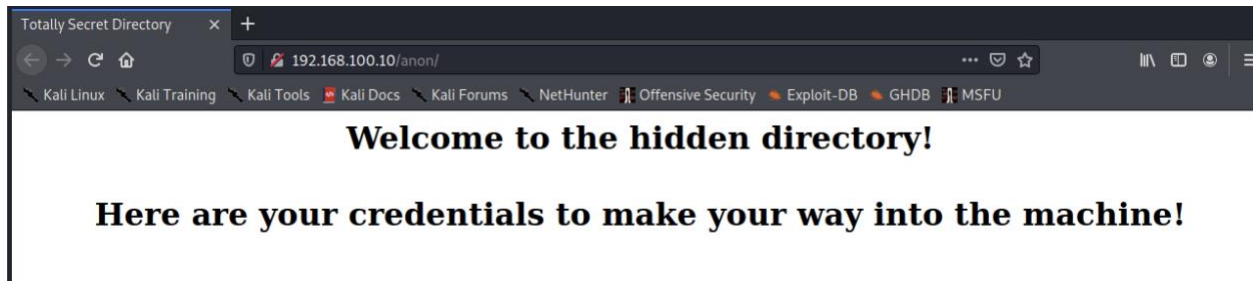 Totally Secret Directory
192.168.100.10/anon/
Kali Linux Kali Training Kali Tools Kali Docs Kali Forums NetHunter Offensive Security Exploit-DB GHDB MSFU
Welcome to the hidden directory!
Here are your credentials to make your way into the machine!